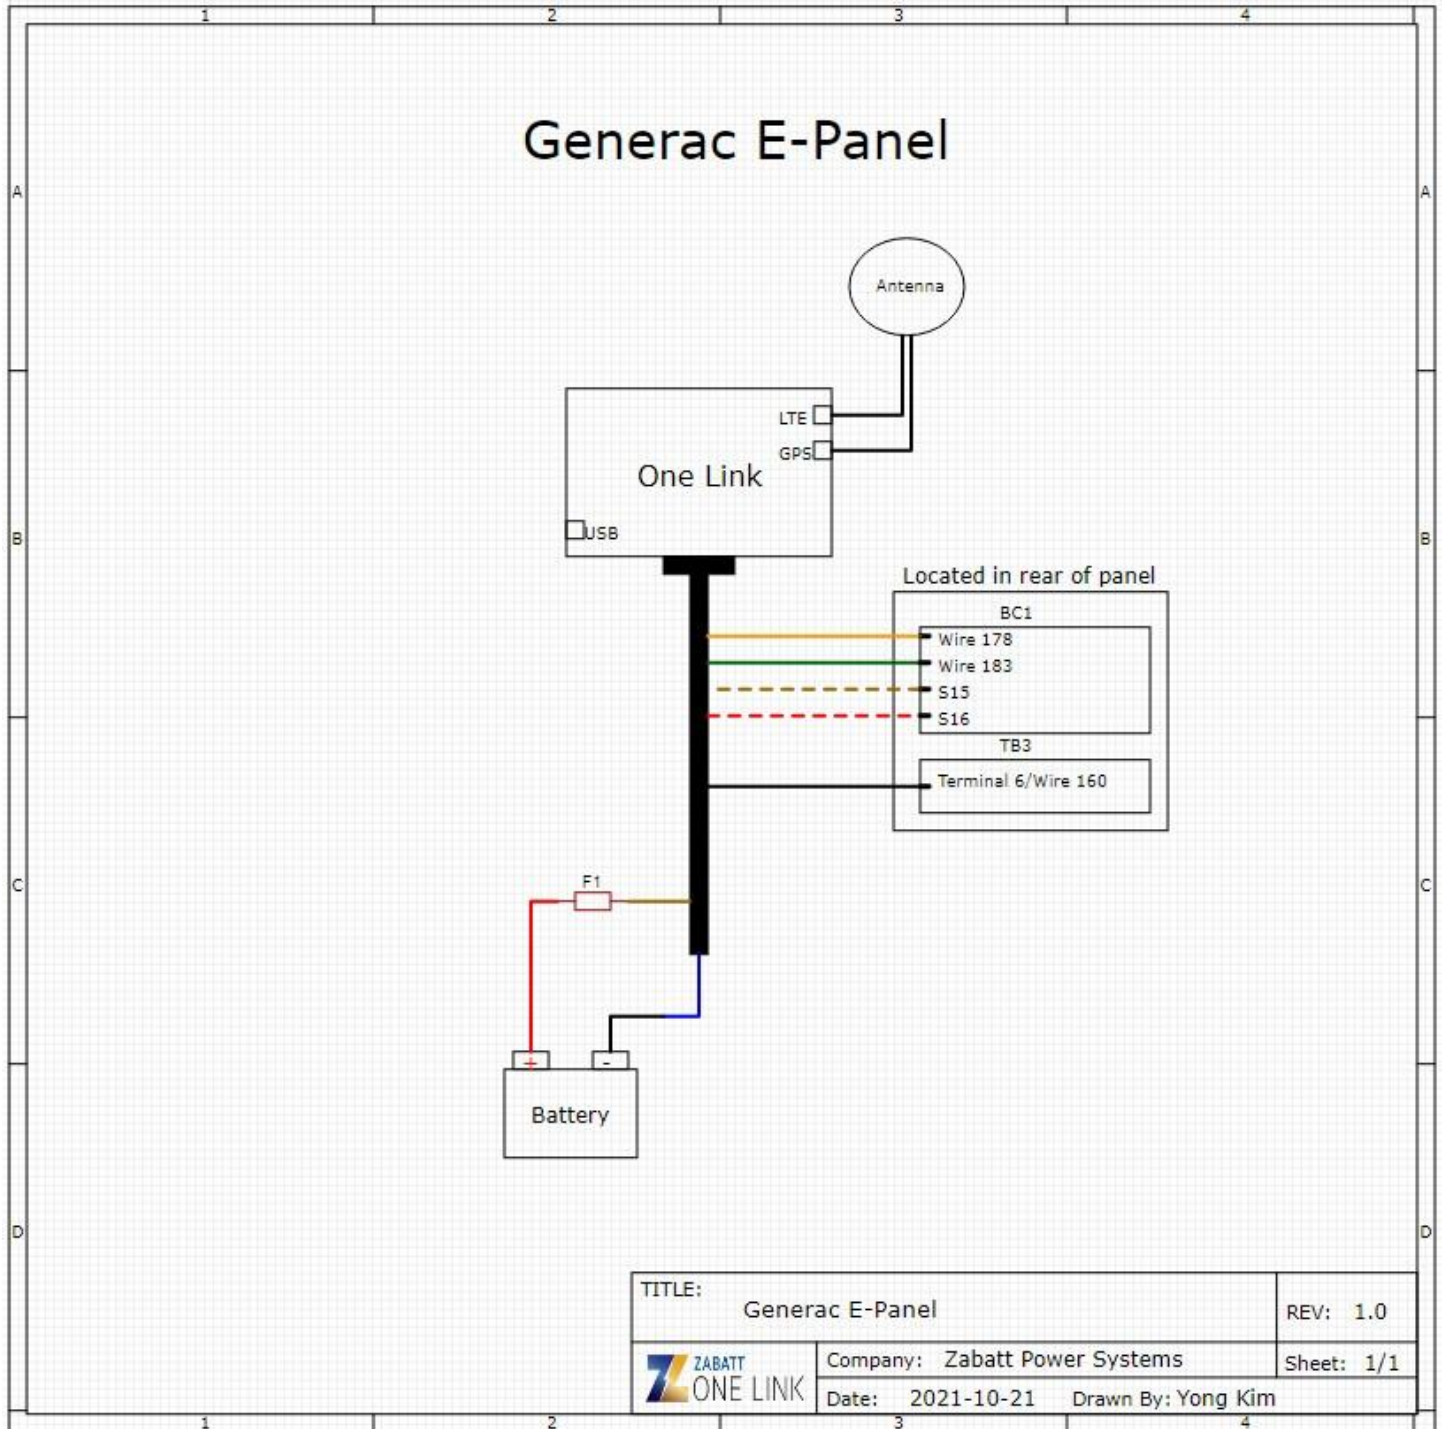 1 2 3 4
Generac E-Panel
A A
Antenna
LTE
GPS
One Link
USB
B B
Located in rear of panel
BC1
Wire 178
Wire 183
S15
S16
TB3
Terminal 6/Wire 160
F1
C C
+ -
Battery
D D
TITLE:
Generac E-Panel
REV: 1.0
ZABATT
ONE LINK
Company: Zabatt Power Systems
Sheet: 1/1
Date: 2021-10-21 Drawn By: Yong Kim
1 2 3 4